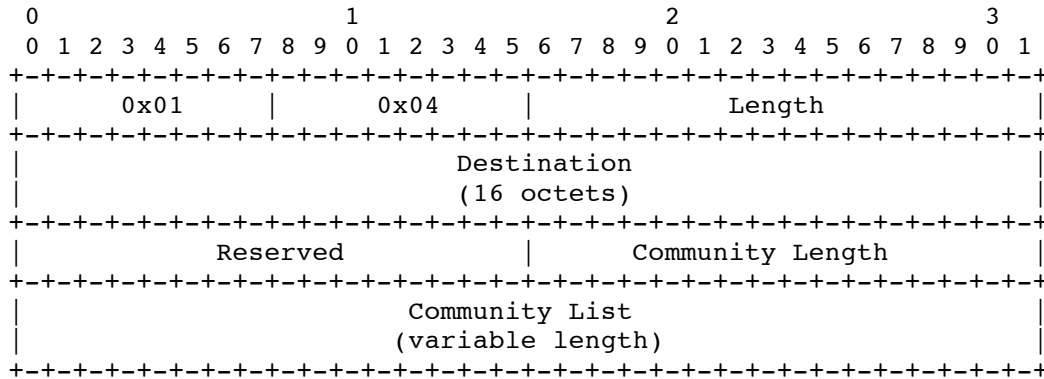 0                   1                   2                   3
 0 1 2 3 4 5 6 7 8 9 0 1 2 3 4 5 6 7 8 9 0 1 2 3 4 5 6 7 8 9 0 1
+-+-+-+-+-+-+-+-+-+-+-+-+-+-+-+-+-+-+-+-+-+-+-+-+-+-+-+-+-+-+-+-+
|      0x01     |      0x04     |            Length             |
+-+-+-+-+-+-+-+-+-+-+-+-+-+-+-+-+-+-+-+-+-+-+-+-+-+-+-+-+-+-+-+-+
|                          Destination                          |
|                          (16 octets)                          |
+-+-+-+-+-+-+-+-+-+-+-+-+-+-+-+-+-+-+-+-+-+-+-+-+-+-+-+-+-+-+-+-+
|            Reserved           |      Community Length         |
+-+-+-+-+-+-+-+-+-+-+-+-+-+-+-+-+-+-+-+-+-+-+-+-+-+-+-+-+-+-+-+-+
|                        Community List                         |
|                       (variable length)                       |
+-+-+-+-+-+-+-+-+-+-+-+-+-+-+-+-+-+-+-+-+-+-+-+-+-+-+-+-+-+-+-+-+